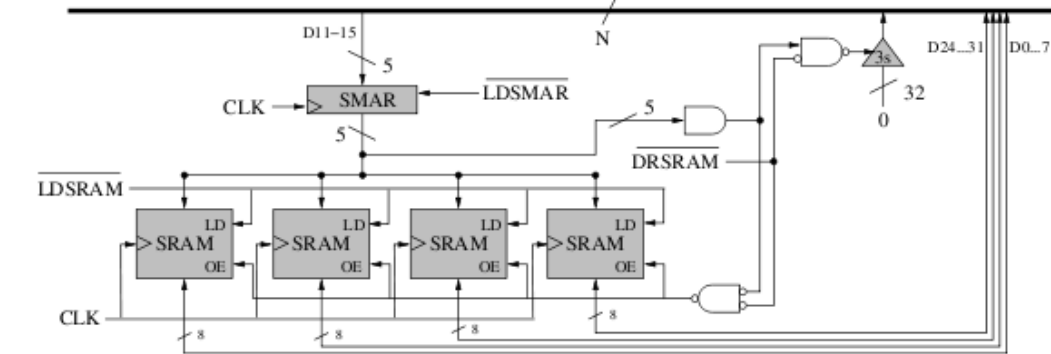 D11–15
5
N
D24...31
D0...7
3s
32
0
CLK
SMAR
LDSMAR
5
5
DRSRAM
LDSRAM
LD
SRAM
OE
LD
SRAM
OE
LD
SRAM
OE
LD
SRAM
OE
CLK
8
8
8
8